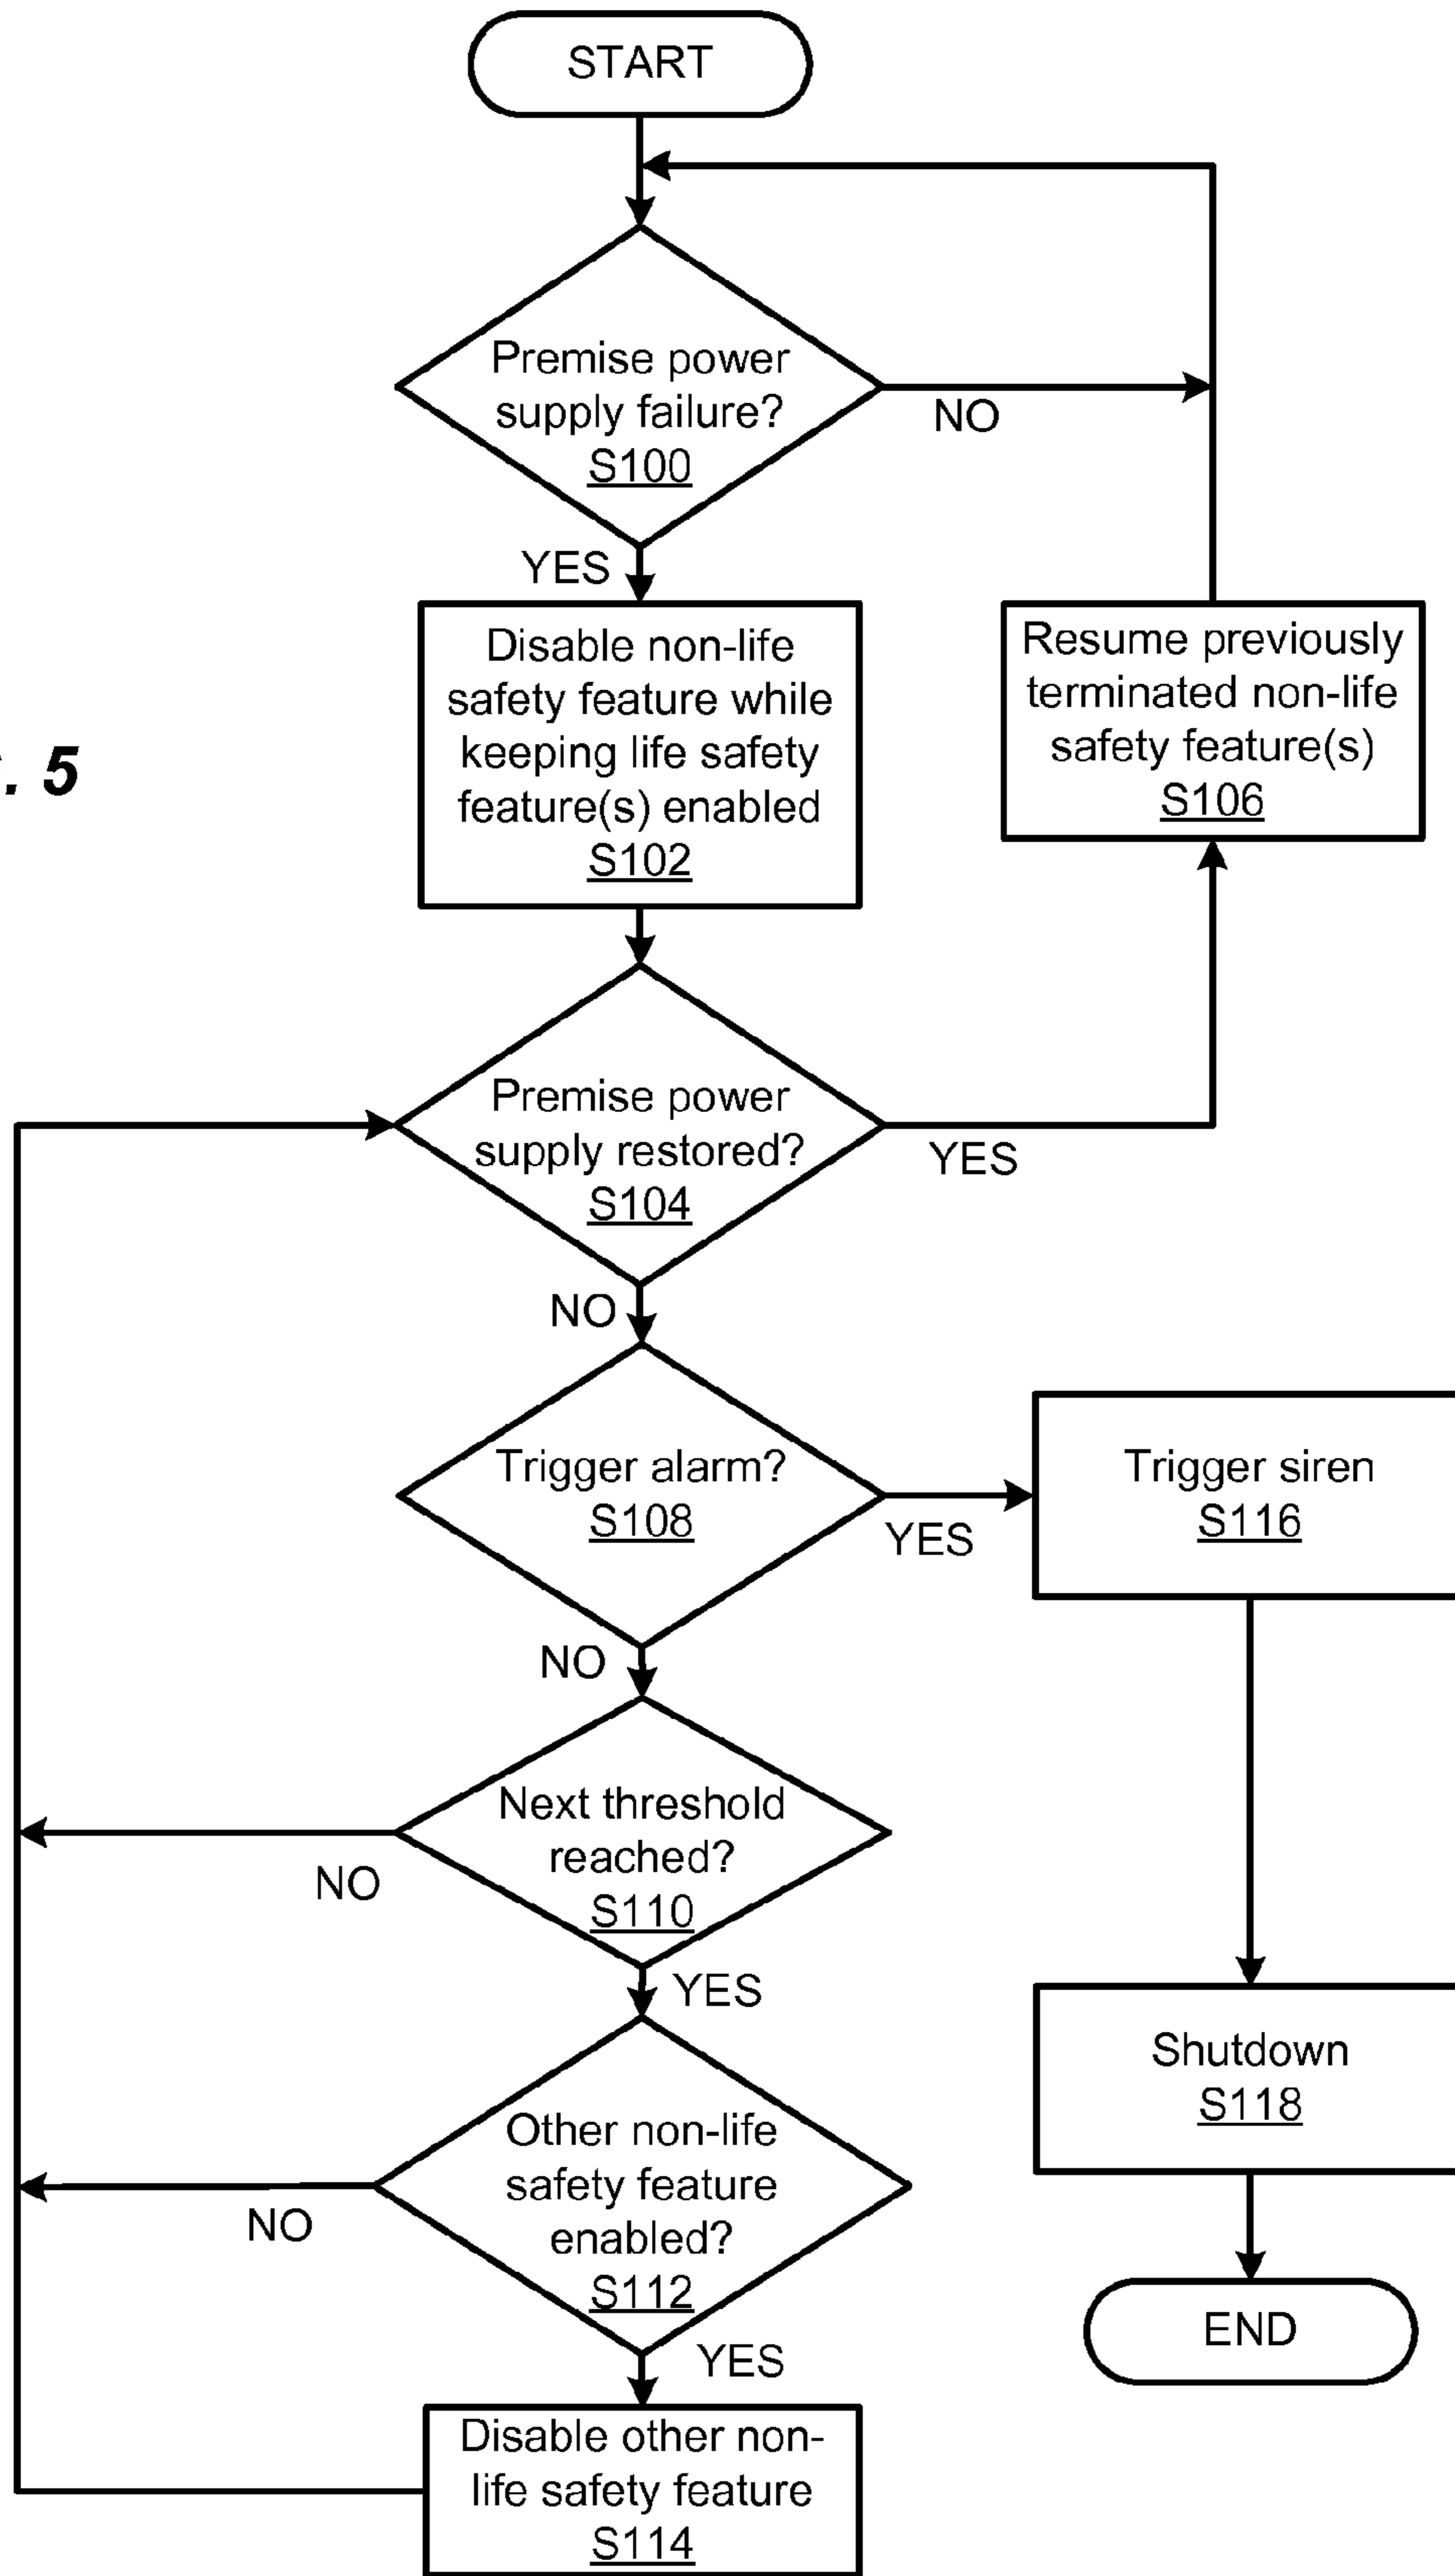 START
Premise power
supply failure?
S100
NO
YES
Disable non-life
safety feature while
keeping life safety
feature(s) enabled
S102
Resume previously
terminated non-life
safety feature(s)
S106
. 5
Premise power
supply restored?
S104
YES
NO
Trigger alarm?
S108
YES
Trigger siren
S116
NO
Next threshold
reached?
S110
NO
YES
Shutdown
S118
Other non-life
safety feature
enabled?
S112
NO
YES
END
Disable other non-
life safety feature
S114